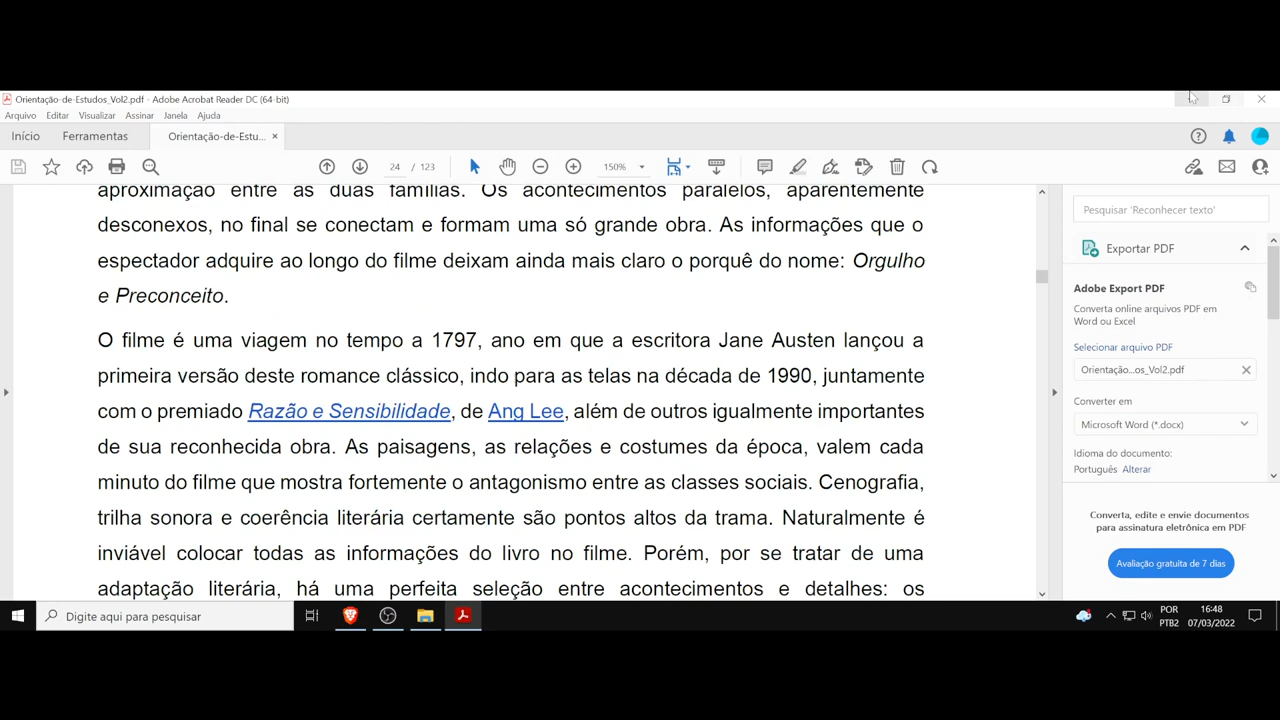 Orientação-de-Estudos_Vol2.pdf - Adobe Acrobat Reader DC (64-bit)
Arquivo Editar Visualizar Assinar Janela Ajuda
Início Ferramentas Orientação-de-Estu... ×
24 / 123 150%
aproximação entre as duas famílias. Os acontecimentos paralelos, aparentemente
desconexos, no final se conectam e formam uma só grande obra. As informações que o
espectador adquire ao longo do filme deixam ainda mais claro o porquê do nome: Orgulho
e Preconceito.
O filme é uma viagem no tempo a 1797, ano em que a escritora Jane Austen lançou a
primeira versão deste romance clássico, indo para as telas na década de 1990, juntamente
com o premiado Razão e Sensibilidade, de Ang Lee, além de outros igualmente importantes
de sua reconhecida obra. As paisagens, as relações e costumes da época, valem cada
minuto do filme que mostra fortemente o antagonismo entre as classes sociais. Cenografia,
trilha sonora e coerência literária certamente são pontos altos da trama. Naturalmente é
inviável colocar todas as informações do livro no filme. Porém, por se tratar de uma
adaptação literária, há uma perfeita seleção entre acontecimentos e detalhes: os
Pesquisar 'Reconhecer texto'
Exportar PDF
Adobe Export PDF
Converta online arquivos PDF em
Word ou Excel
Selecionar arquivo PDF
Orientação...os_Vol2.pdf
Converter em
Microsoft Word (*.docx)
Idioma do documento:
Português Alterar
Converta, edite e envie documentos
para assinatura eletrônica em PDF
Avaliação gratuita de 7 dias
Digite aqui para pesquisar
POR
PTB2
16:48
07/03/2022